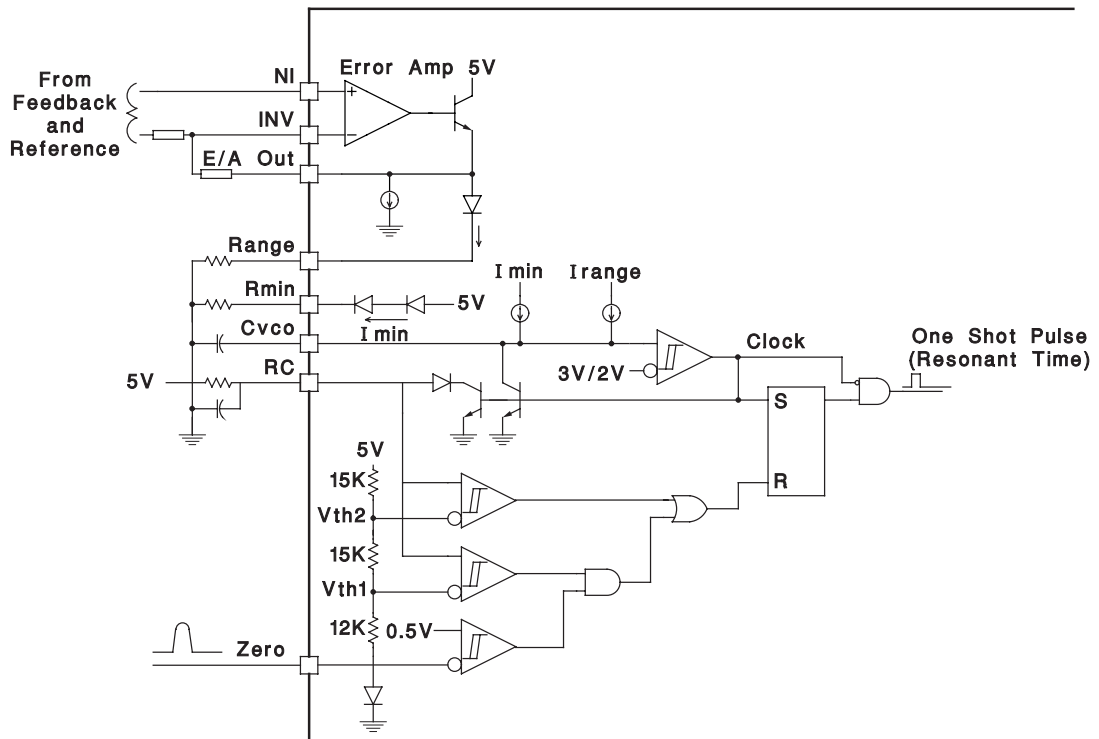 From
Feedback
and
Reference
NI
INV
E/A Out
Error Amp
5V
Range
Rmin
Cvco
RC
5V
5V
I min
I min
I range
3V/2V
Clock
One Shot Pulse
(Resonant Time)
S
R
5V
15K
Vth2
15K
Vth1
12K
0.5V
Zero
+
−